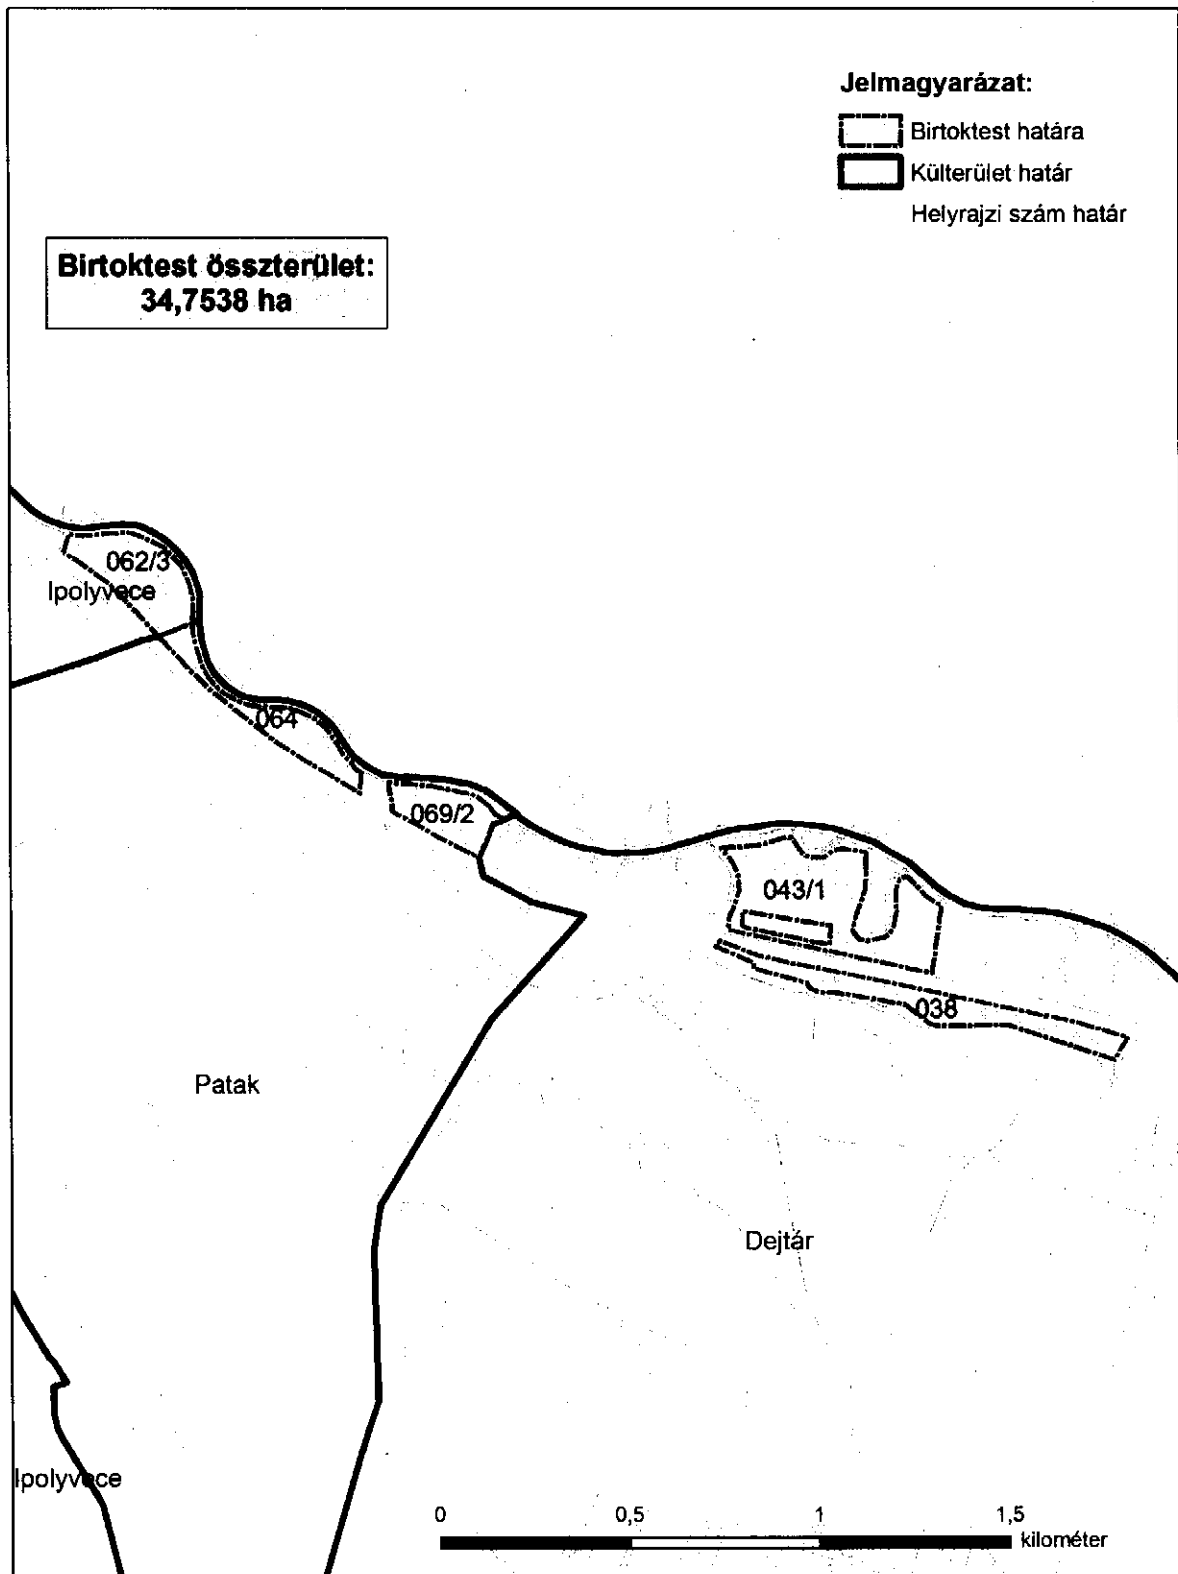 Jelmagyarázat:
Birtoktest határa
Külterület határ
Helyrajzi szám határ
Birtoktest összterület:
34,7538 ha
062/3
Ipolyvece
064
069/2
043/1
038
Patak
Dejtár
Ipolyvece
0 0,5 1 1,5
kilométer